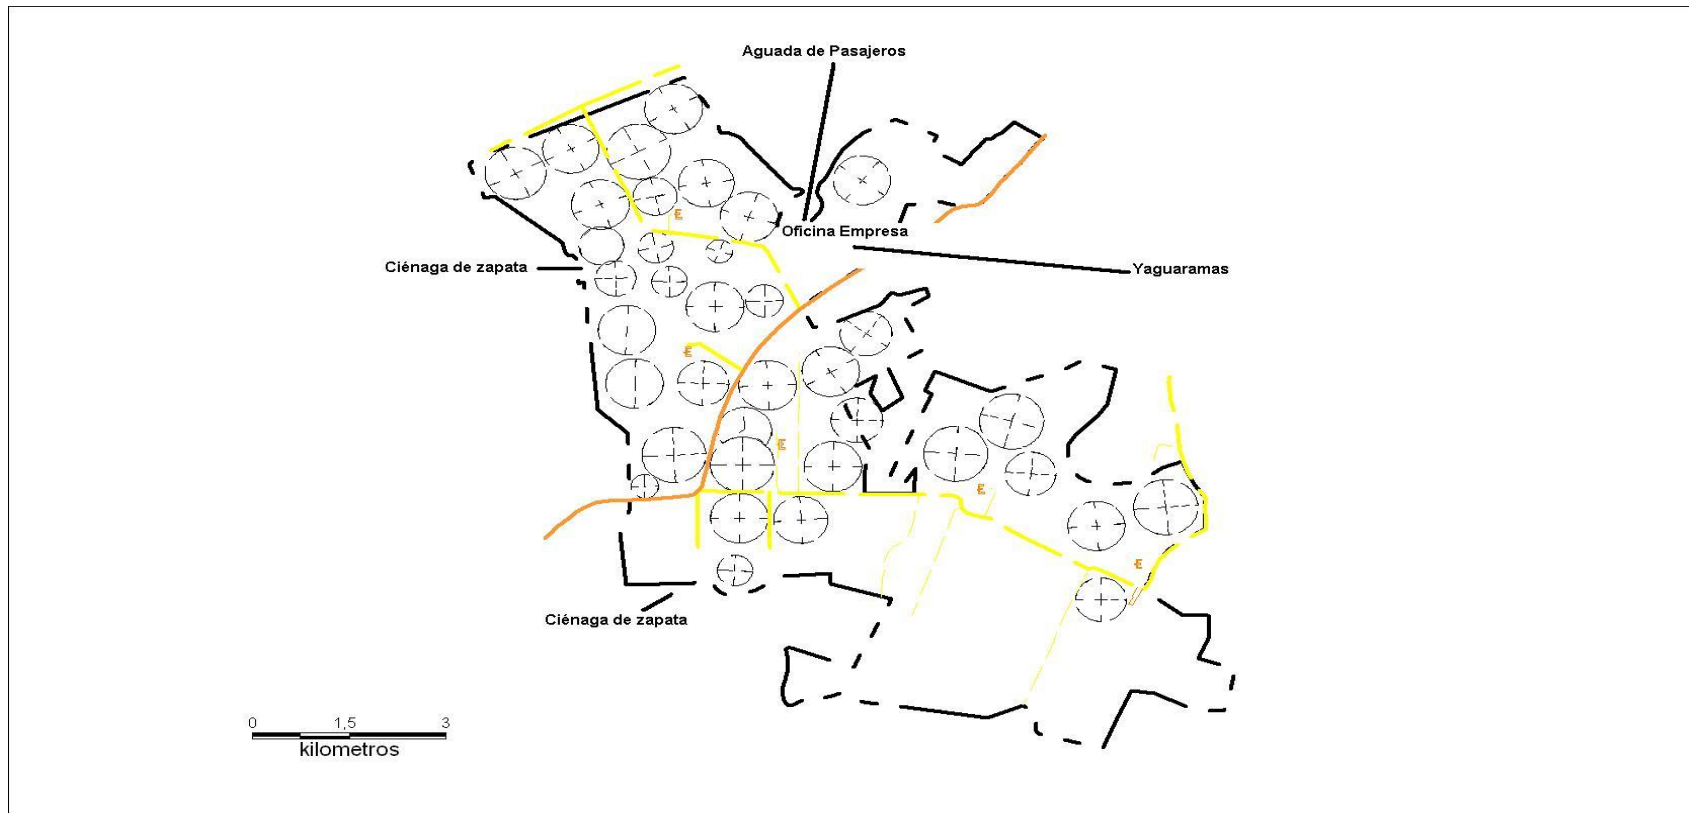 Aguada de Pasajeros
Oficina Empresa
Ciénaga de zapata
Yaguaramas
E
E
E
E
E
Ciénaga de zapata
0 1,5 3
kilometros